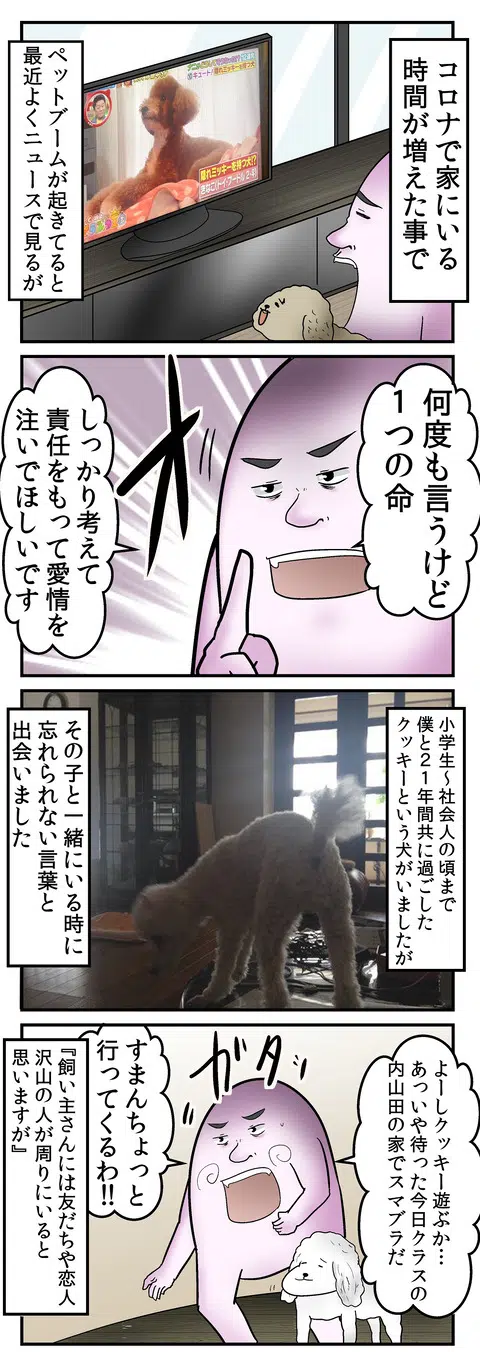 コロナで家にいる
時間が増えた事で
隠れミッキーを持つ犬!?
ペットブームが起きてると
最近よくニュースで見るが
何度も言うけど
1つの命
しっかり考えて
責任をもって愛情を
注いでほしいです
小学生～社会人の頃まで
僕と21年間共に過ごした
クッキーという犬がいましたが
その子と一緒にいる時に
忘れられない言葉と
出会いました
よーしクッキー遊ぶか…
あっいや待った今日クラスの
内山田の家でスマブラだ
ガタッ
すまんちょっと
行ってくるわ!!
『飼い主さんには友だちや恋人
沢山の人が周りにいると
思いますが』